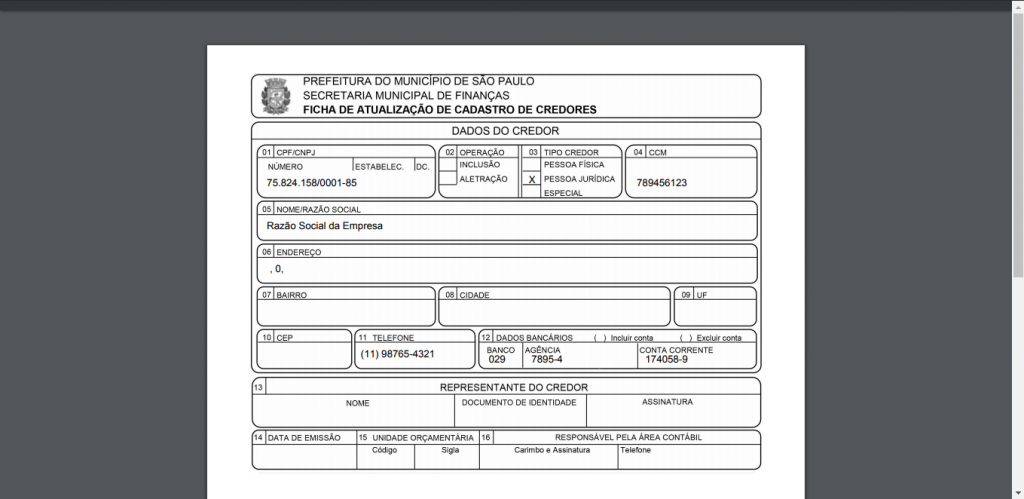 PREFEITURA DO MUNICÍPIO DE SÃO PAULO
SECRETARIA MUNICIPAL DE FINANÇAS
FICHA DE ATUALIZAÇÃO DE CADASTRO DE CREDORES
DADOS DO CREDOR
01 CPF/CNPJ
NÚMERO ESTABELEC. DC.
75.824.158/0001-85
02 OPERAÇÃO
INCLUSÃO
ALETRAÇÃO
03 TIPO CREDOR
PESSOA FÍSICA
X PESSOA JURÍDICA
ESPECIAL
04 CCM
789456123
05 NOME/RAZÃO SOCIAL
Razão Social da Empresa
06 ENDEREÇO
, 0,
07 BAIRRO
08 CIDADE
09 UF
10 CEP
11 TELEFONE
(11) 98765-4321
12 DADOS BANCÁRIOS ( ) Incluir conta ( ) Excluir conta
BANCO AGÊNCIA CONTA CORRENTE
029 7895-4 174058-9
13 REPRESENTANTE DO CREDOR
NOME DOCUMENTO DE IDENTIDADE ASSINATURA
14 DATA DE EMISSÃO
15 UNIDADE ORÇAMENTÁRIA
Código Sigla
16 RESPONSÁVEL PELA ÁREA CONTÁBIL
Carimbo e Assinatura Telefone